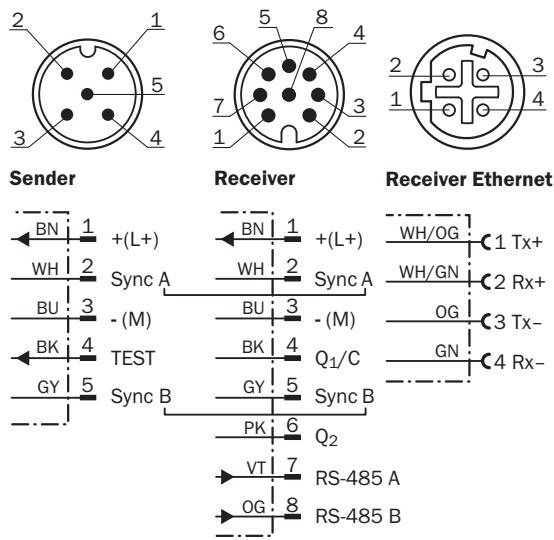 2 1 5 3 4
5 8 6 4 7 3 1 2
2 3 1 4
Sender
Receiver
Receiver Ethernet
BN 1 +(L+)
WH 2 Sync A
BU 3 - (M)
BK 4 TEST
GY 5 Sync B
BN 1 +(L+)
WH 2 Sync A
BU 3 - (M)
BK 4 Q1/C
GY 5 Sync B
PK 6 Q2
VT 7 RS-485 A
OG 8 RS-485 B
WH/OG 1 Tx+
WH/GN 2 Rx+
OG 3 Tx–
GN 4 Rx–